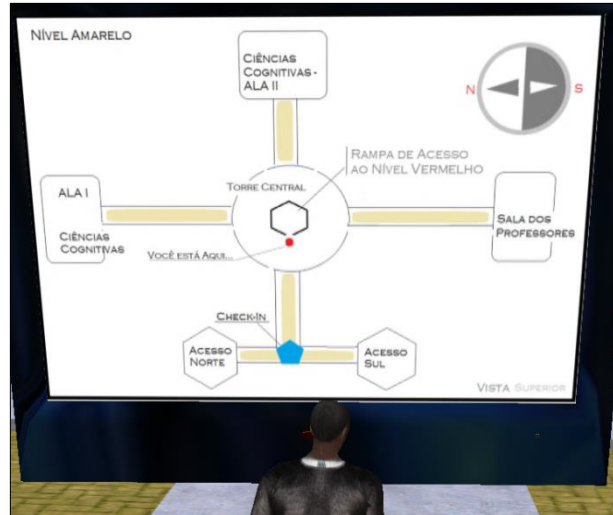 Nível Amarelo
Ciências
Cognitivas -
Ala II
N
S
Rampa de Acesso
ao Nível Vermelho
Torre Central
Ala I
Ciências
Cognitivas
Sala dos
Professores
Você está Aqui...
Check-In
Acesso
Norte
Acesso
Sul
Vista Superior